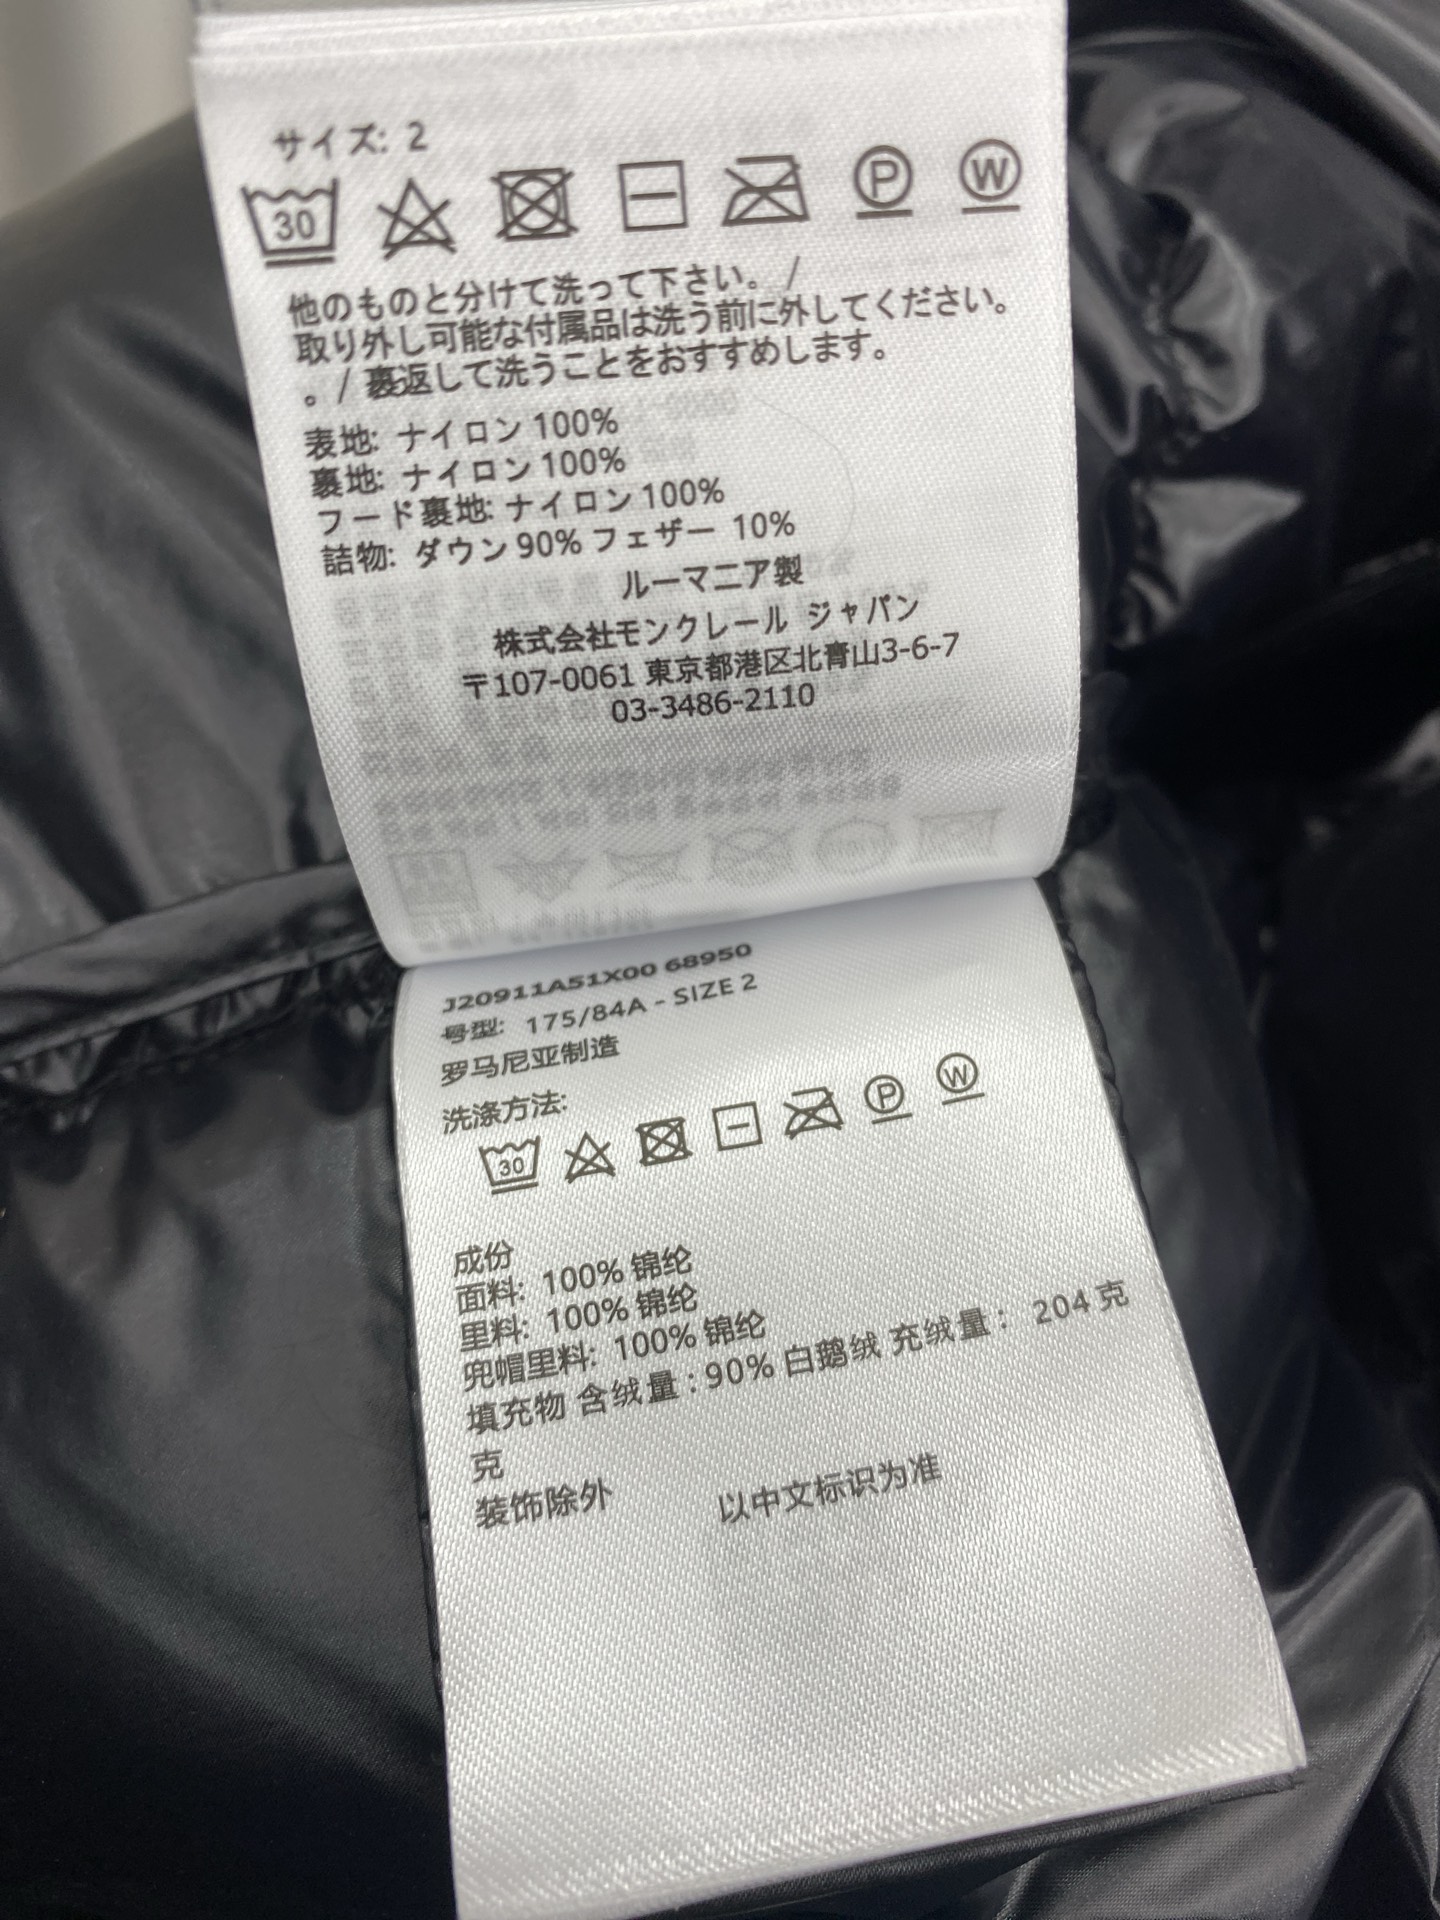 サイズ: 2
30 P W
他のものと分けて洗って下さい。 /
取り外し可能な付属品は洗う前に外してください。
。/ 裏返して洗うことをおすすめします。
表地: ナイロン 100%
裏地: ナイロン 100%
フード裏地: ナイロン 100%
詰物: ダウン 90% フェザー 10%
ルーマニア製
株式会社モンクレール ジャパン
〒107-0061 東京都港区北青山3-6-7
03-3486-2110
J20911A51X00 68950
号型: 175/84A - SIZE 2
罗马尼亚制造
洗涤方法:
30 P W
成份
面料: 100% 锦纶
里料: 100% 锦纶
兜帽里料: 100% 锦纶
填充物 含绒量 : 90% 白鹅绒 充绒量 : 204 克
克
装饰除外 以中文标识为准